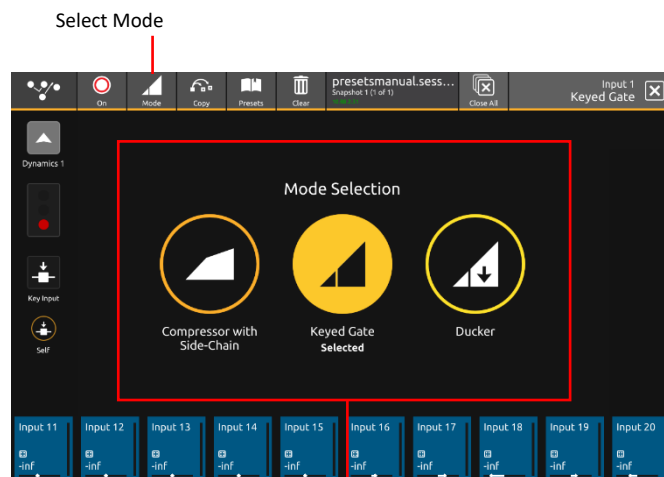 Select Mode
On
Mode
Copy
Presets
Clear
presetsmanual.sess...
Snapshot 1 (1 of 1)
Close All
Input 1
Keyed Gate
Dynamics 1
Mode Selection
Key Input
Self
Compressor with
Side-Chain
Keyed Gate
Selected
Ducker
Input 11
Input 12
Input 13
Input 14
Input 15
Input 16
Input 17
Input 18
Input 19
Input 20
-inf
-inf
-inf
-inf
-inf
-inf
-inf
-inf
-inf
-inf